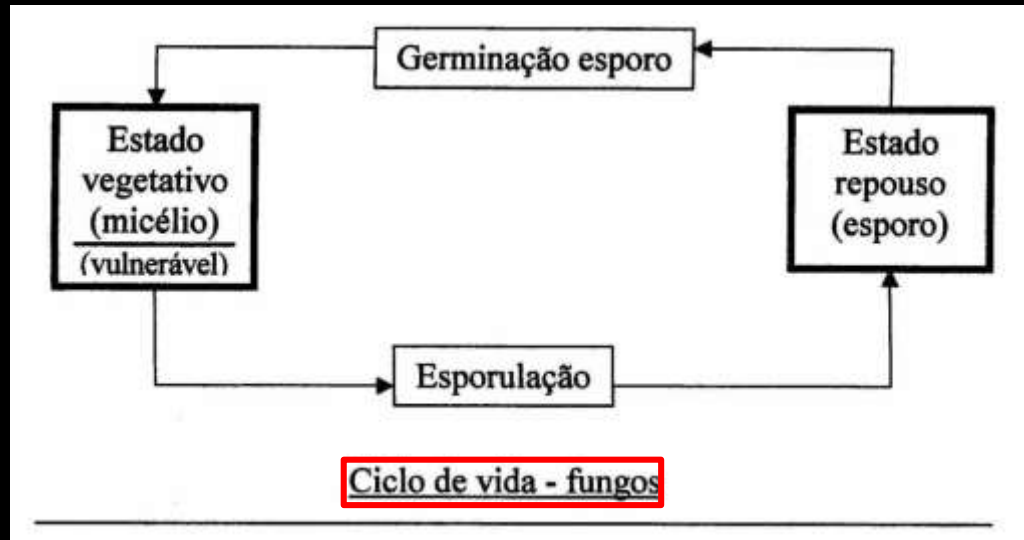 Germinação esporo
Estado
vegetativo
(micélio)
(vulnerável)
Estado
repouso
(esporo)
Esporulação
Ciclo de vida - fungos